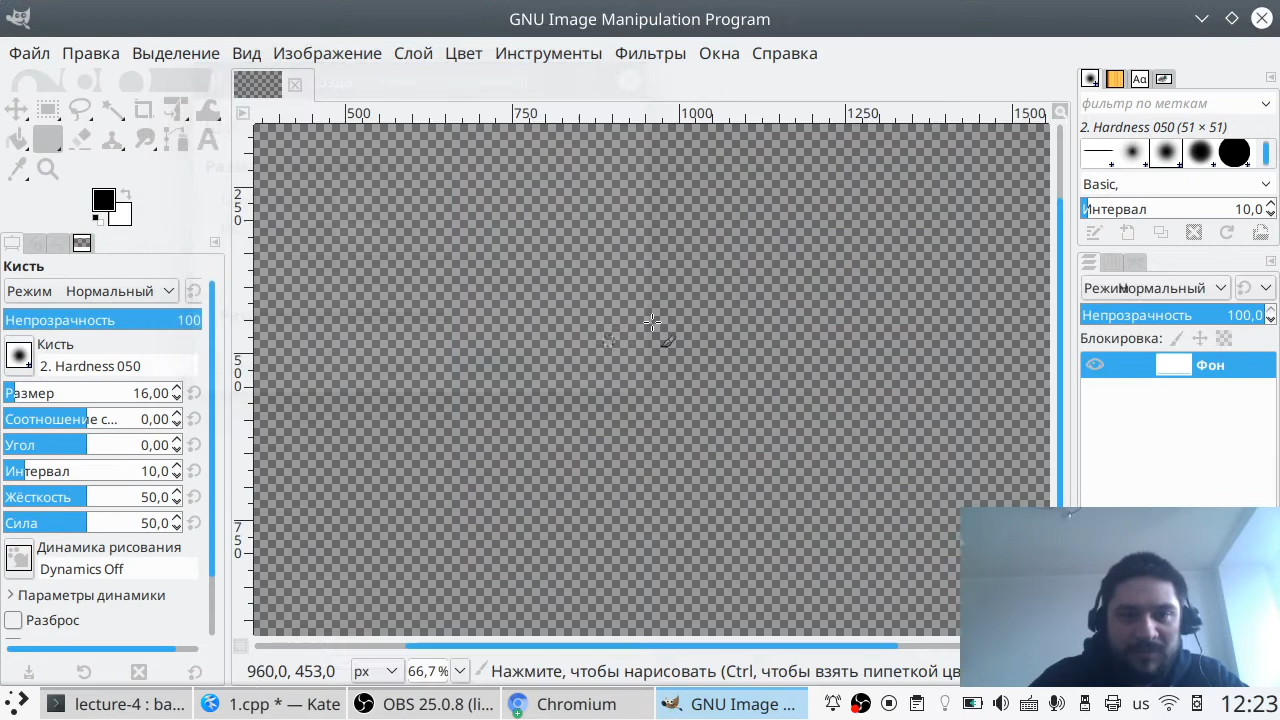 GNU Image Manipulation Program
Файл Правка Выделение Вид Изображение Слой Цвет Инструменты Фильтры Окна Справка
фильтр по меткам
500 750 1000 1250 1500
2. Hardness 050 (51 × 51)
Basic,
250
Интервал 10,0
Кисть
Режим Нормальный
Режим Нормальный
Непрозрачность 100
Непрозрачность 100,0
Кисть
Блокировка:
2. Hardness 050
500
Фон
Размер 16,00
Соотношение с... 0,00
Угол 0,00
Интервал 10,0
Жёсткость 50,0
Сила 50,0
750
Динамика рисования
Dynamics Off
Параметры динамики
Разброс
960,0, 453,0 px 66,7 % Нажмите, чтобы нарисовать (Ctrl, чтобы взять пипеткой цв
lecture-4 : ba... 1.cpp * — Kate OBS 25.0.8 (li... Chromium GNU Image ... us 12:23